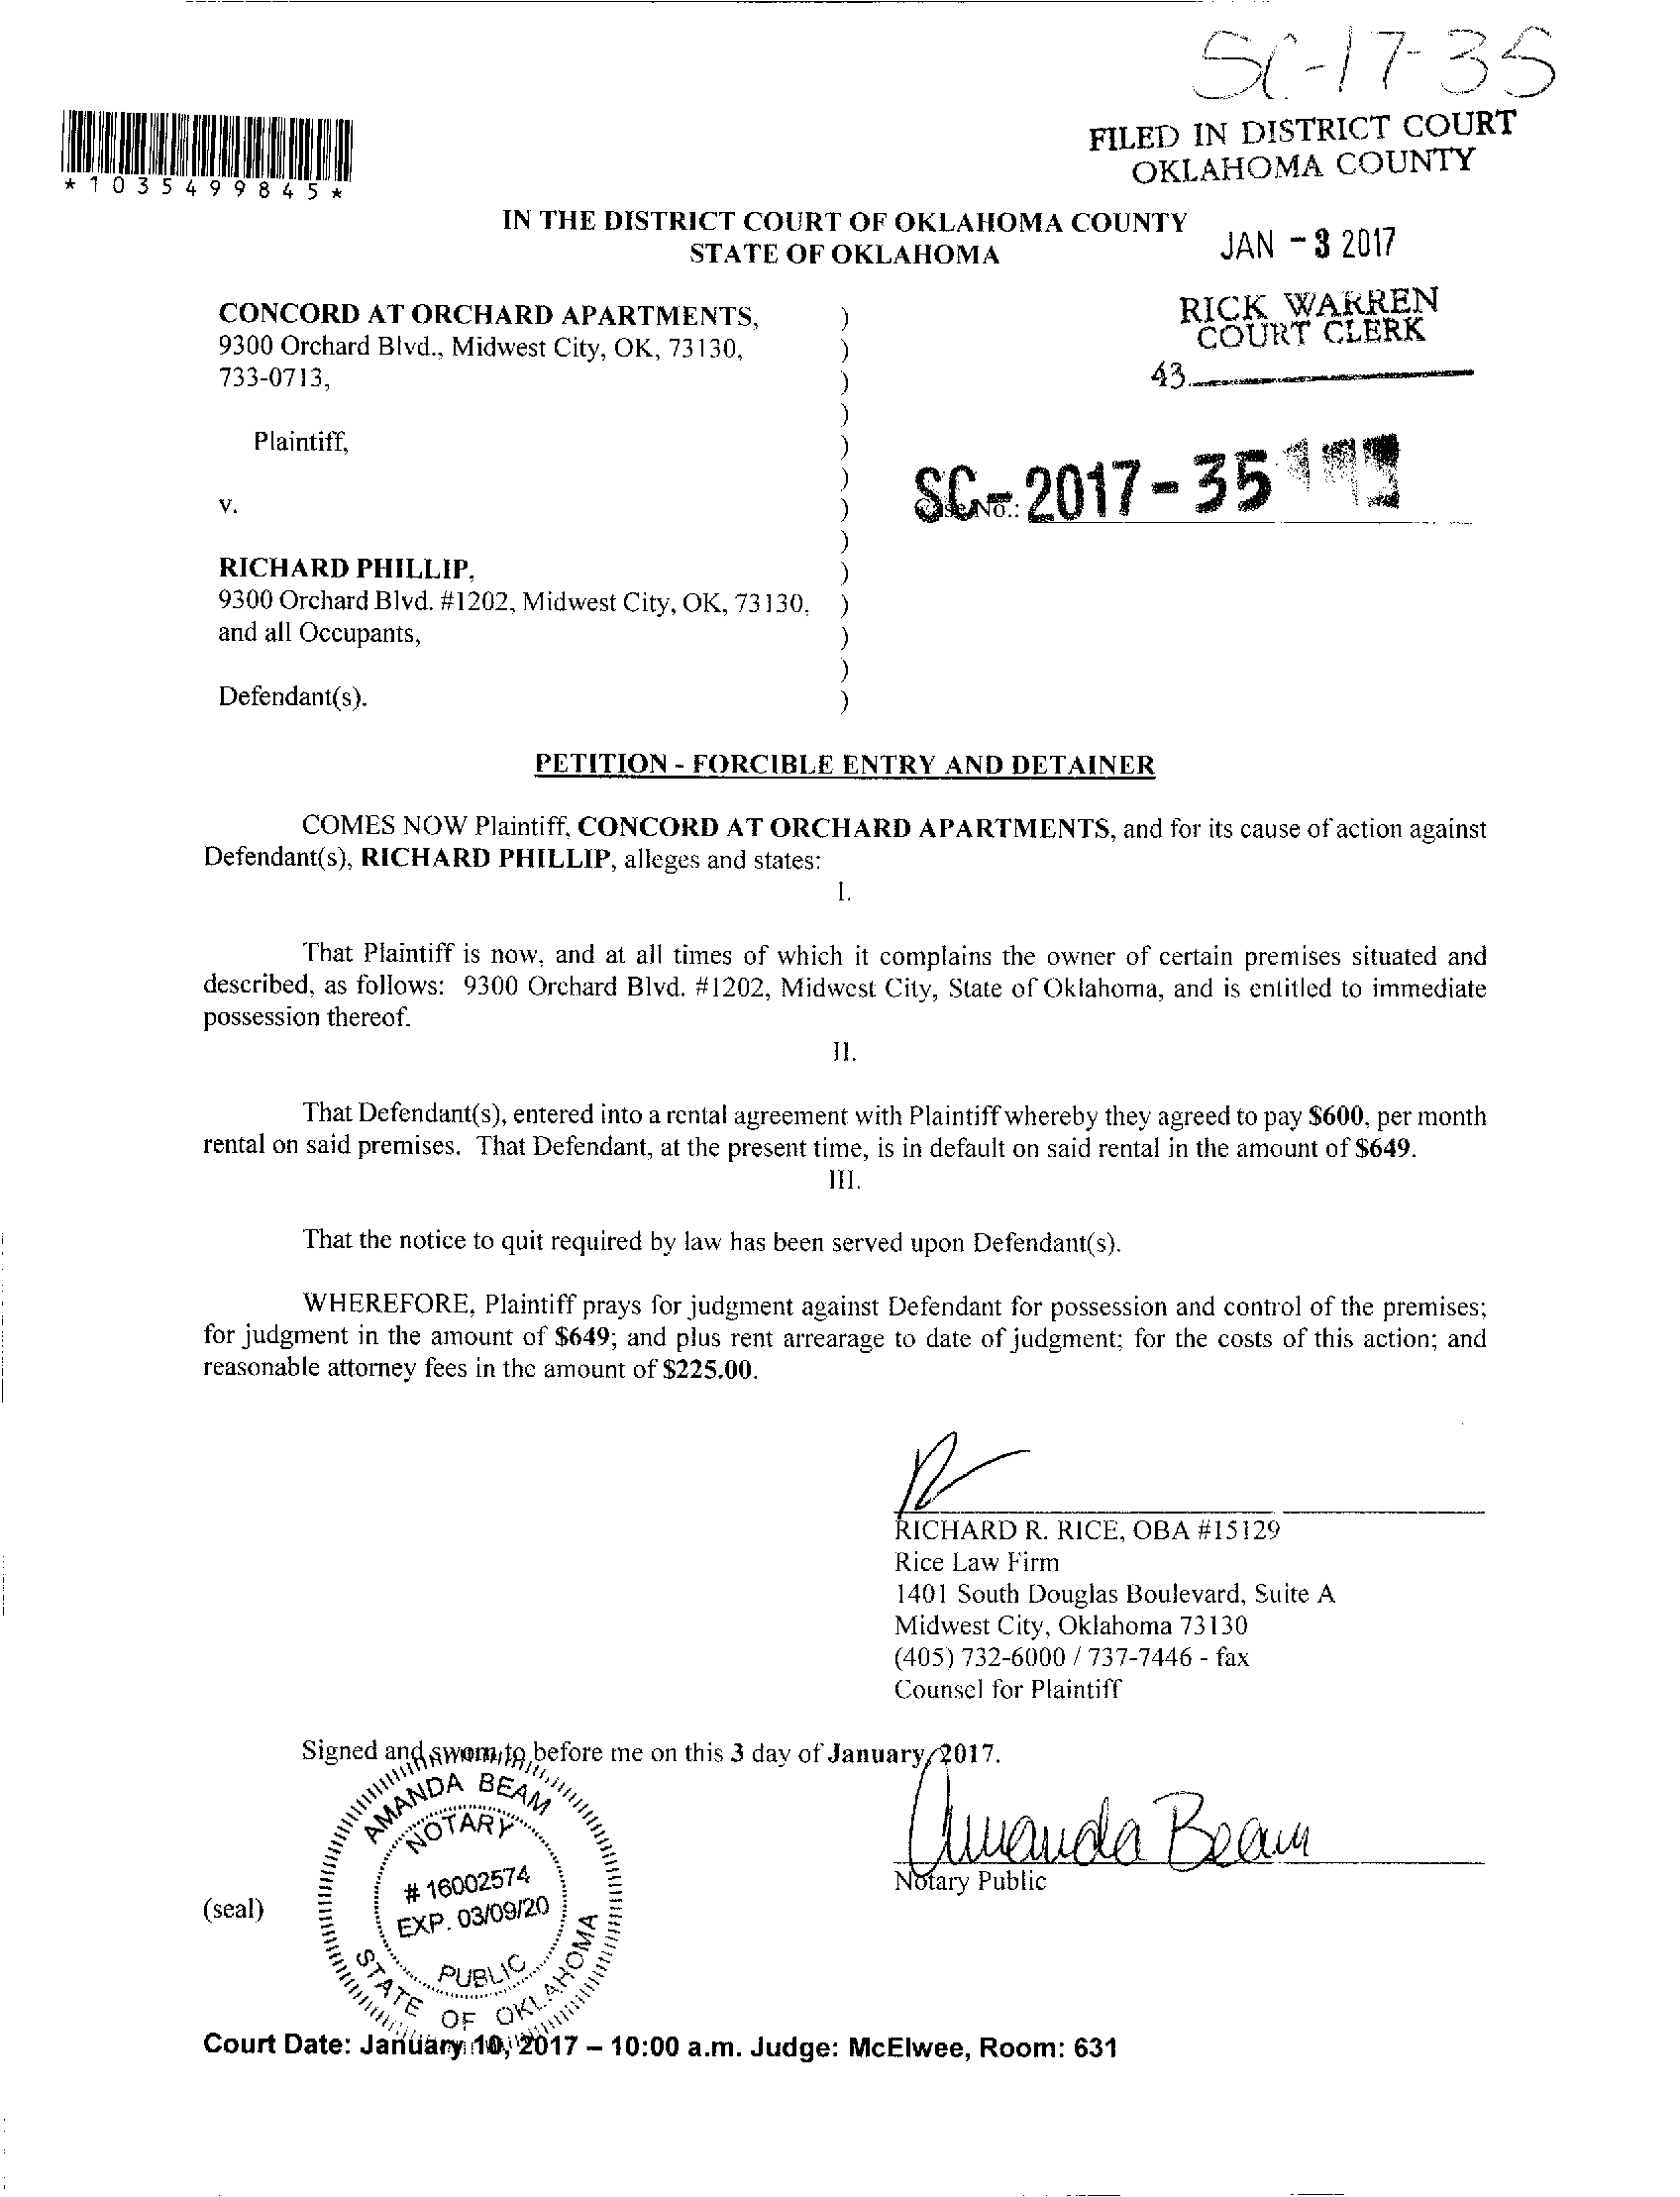 SC-17-35
*1035499845*
FILED IN DISTRICT COURT
OKLAHOMA COUNTY
IN THE DISTRICT COURT OF OKLAHOMA COUNTY
STATE OF OKLAHOMA
JAN - 3 2017
RICK WARREN
COURT CLERK
43
CONCORD AT ORCHARD APARTMENTS, )
9300 Orchard Blvd., Midwest City, OK, 73130, )
733-0713, )
)
Plaintiff, )
)
v. )
)
RICHARD PHILLIP, )
9300 Orchard Blvd. #1202, Midwest City, OK, 73130, )
and all Occupants, )
)
Defendant(s). )
Case No.: SC-2017-35
PETITION - FORCIBLE ENTRY AND DETAINER
COMES NOW Plaintiff, CONCORD AT ORCHARD APARTMENTS, and for its cause of action against
Defendant(s), RICHARD PHILLIP, alleges and states:
I.
That Plaintiff is now, and at all times of which it complains the owner of certain premises situated and
described, as follows: 9300 Orchard Blvd. #1202, Midwest City, State of Oklahoma, and is entitled to immediate
possession thereof.
II.
That Defendant(s), entered into a rental agreement with Plaintiff whereby they agreed to pay $600, per month
rental on said premises. That Defendant, at the present time, is in default on said rental in the amount of $649.
III.
That the notice to quit required by law has been served upon Defendant(s).
WHEREFORE, Plaintiff prays for judgment against Defendant for possession and control of the premises;
for judgment in the amount of $649; and plus rent arrearage to date of judgment; for the costs of this action; and
reasonable attorney fees in the amount of $225.00.
RICHARD R. RICE, OBA #15129
Rice Law Firm
1401 South Douglas Boulevard, Suite A
Midwest City, Oklahoma 73130
(405) 732-6000 / 737-7446 - fax
Counsel for Plaintiff
Signed and sworn to before me on this 3 day of January, 2017.
Amanda Beam
Notary Public
(seal)
AMANDA BEAM
NOTARY
# 16002574
EXP. 03/09/20
PUBLIC
STATE OF OKLAHOMA
Court Date: January 10, 2017 – 10:00 a.m. Judge: McElwee, Room: 631